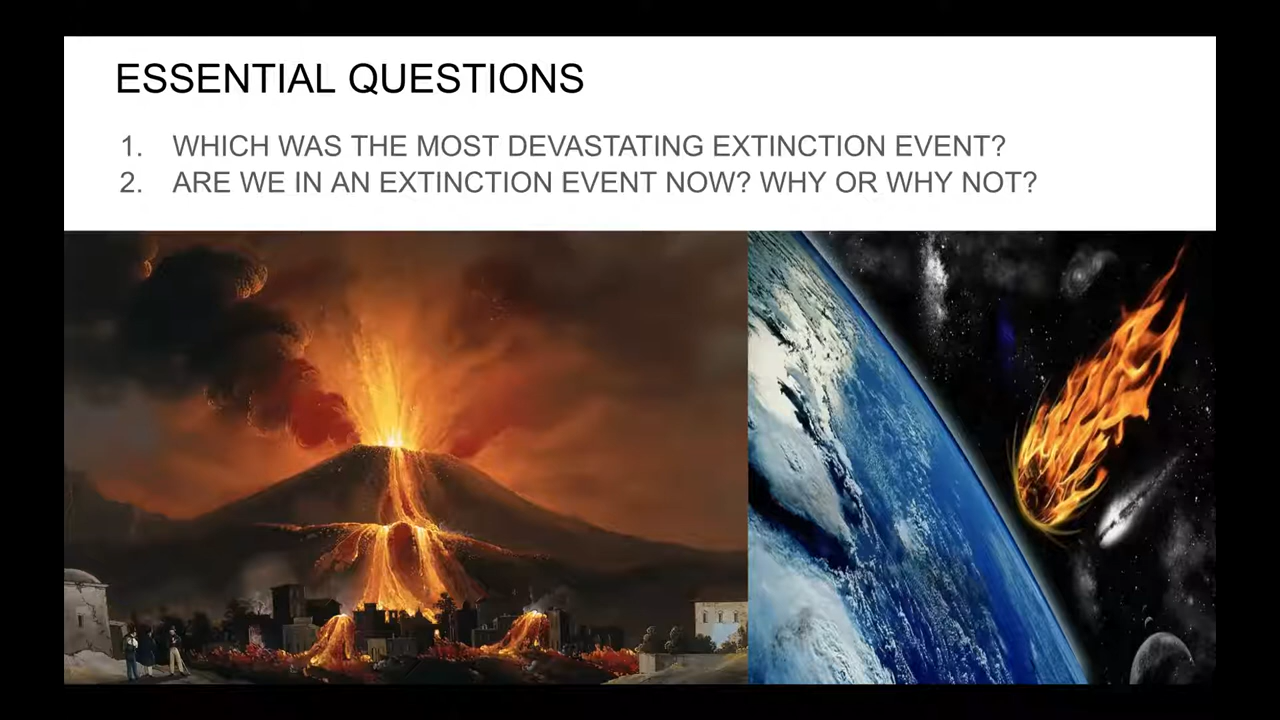 ESSENTIAL QUESTIONS
1. WHICH WAS THE MOST DEVASTATING EXTINCTION EVENT?
2. ARE WE IN AN EXTINCTION EVENT NOW? WHY OR WHY NOT?